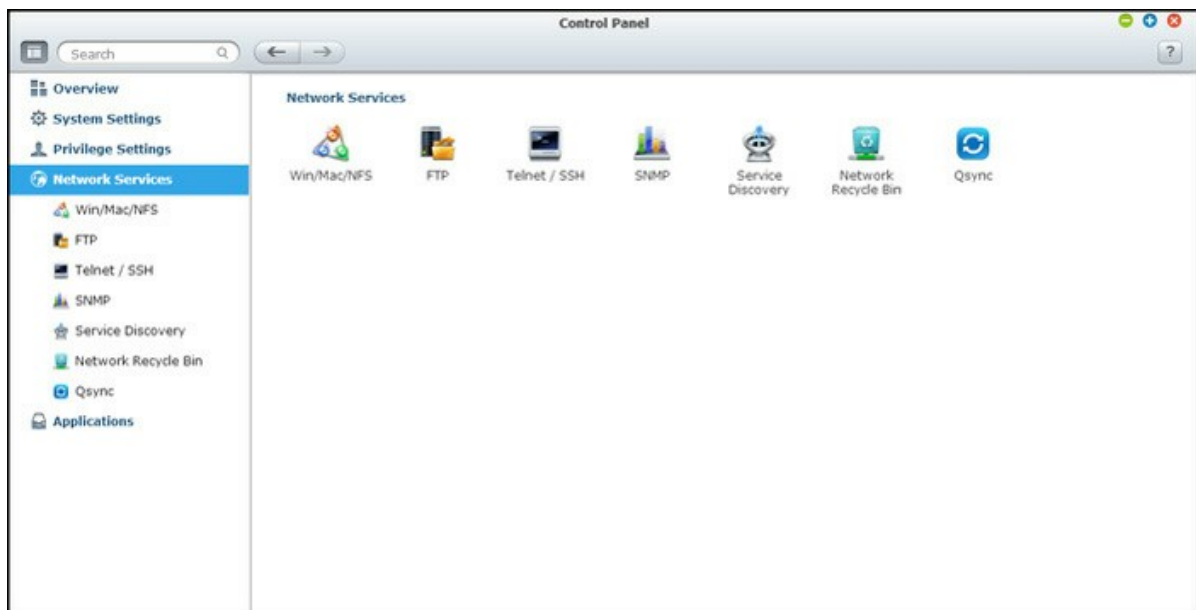 Control Panel
Search
?
Overview
System Settings
Privilege Settings
Network Services
Win/Mac/NFS
FTP
Telnet / SSH
SNMP
Service Discovery
Network Recycle Bin
Qsync
Applications
Network Services
Win/Mac/NFS
FTP
Telnet / SSH
SNMP
Service
Discovery
Network
Recycle Bin
Qsync